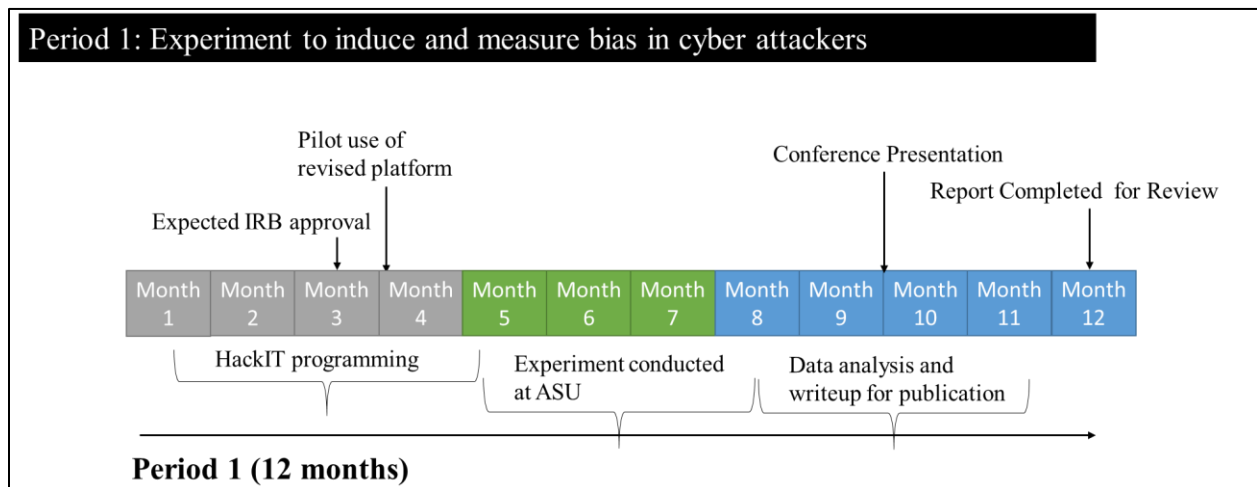 Period 1: Experiment to induce and measure bias in cyber attackers
Pilot use of
revised platform
Conference Presentation
Report Completed for Review
Expected IRB approval
Month
1
Month
2
Month
3
Month
4
Month
5
Month
6
Month
7
Month
8
Month
9
Month
10
Month
11
Month
12
HackIT programming
Experiment conducted
at ASU
Data analysis and
writeup for publication
Period 1 (12 months)